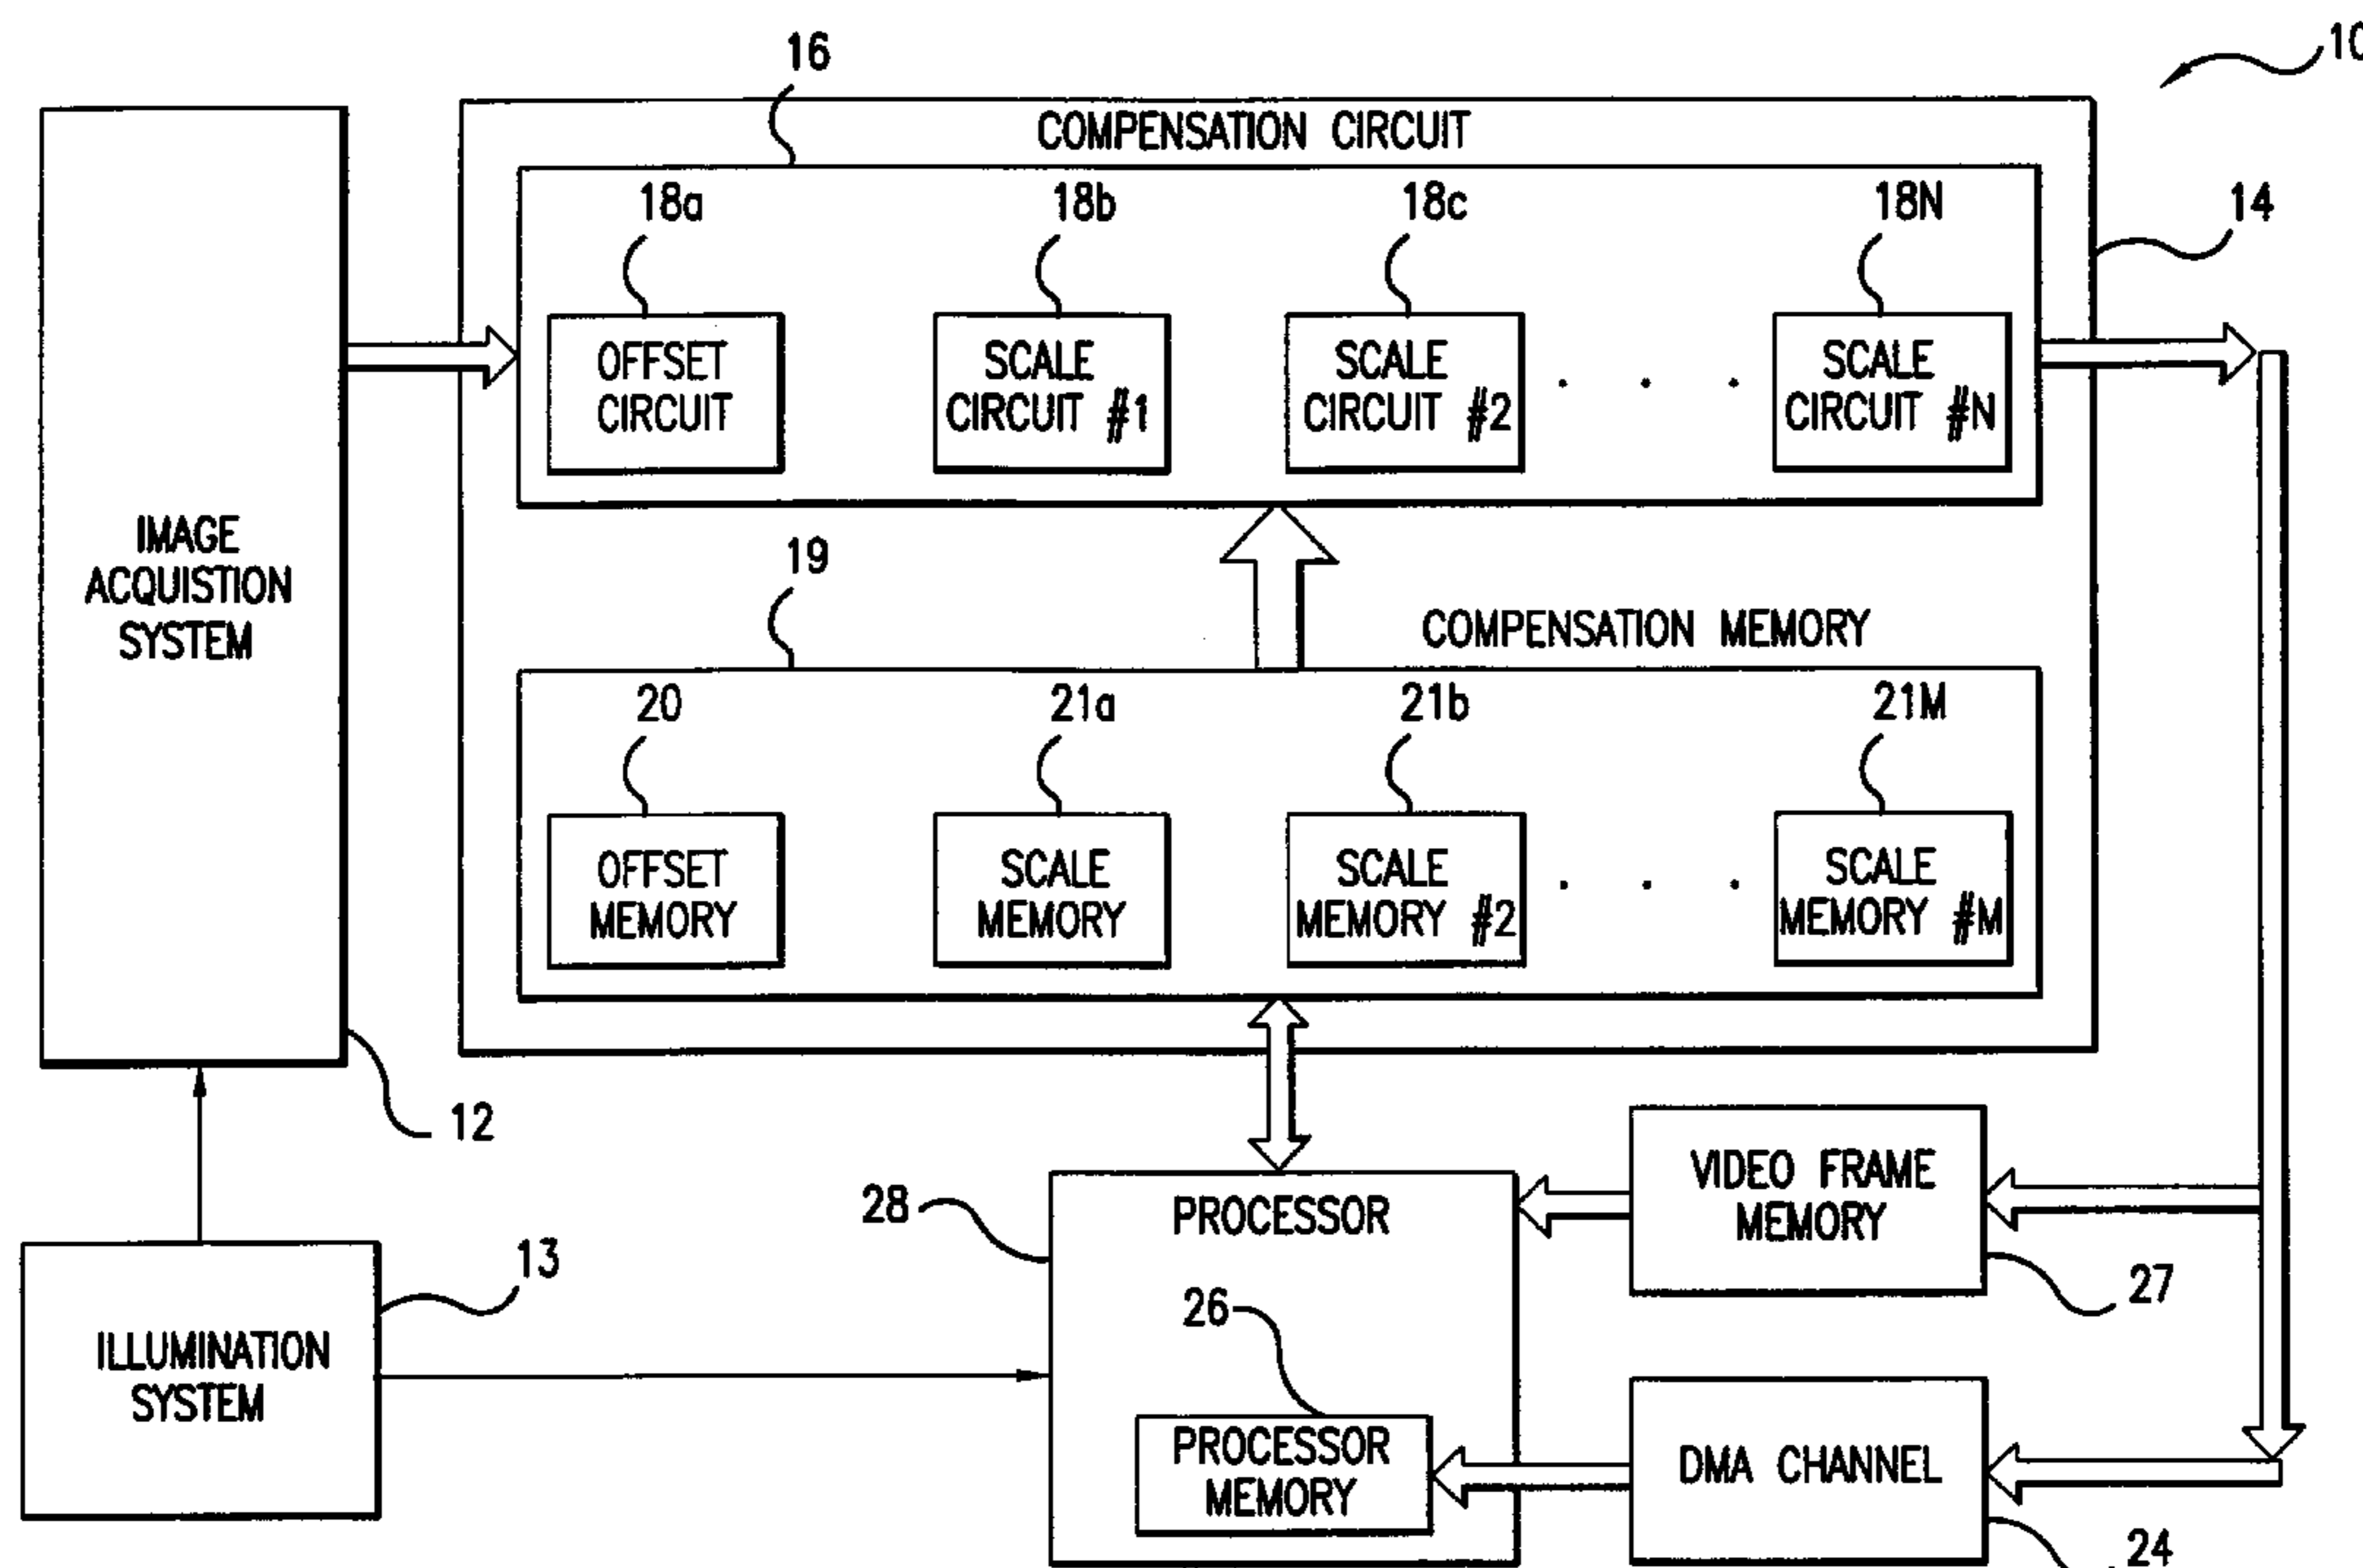 10
16
COMPENSATION CIRCUIT
18a
18b
18c
18N
14
OFFSET
CIRCUIT
SCALE
CIRCUIT #1
SCALE
CIRCUIT #2
. . .
SCALE
CIRCUIT #N
IMAGE
ACQUISTION
SYSTEM
19
COMPENSATION MEMORY
20
21a
21b
21M
OFFSET
MEMORY
SCALE
MEMORY
SCALE
MEMORY #2
. . .
SCALE
MEMORY #M
12
28
PROCESSOR
VIDEO FRAME
MEMORY
27
13
ILLUMINATION
SYSTEM
26
PROCESSOR
MEMORY
DMA CHANNEL
24